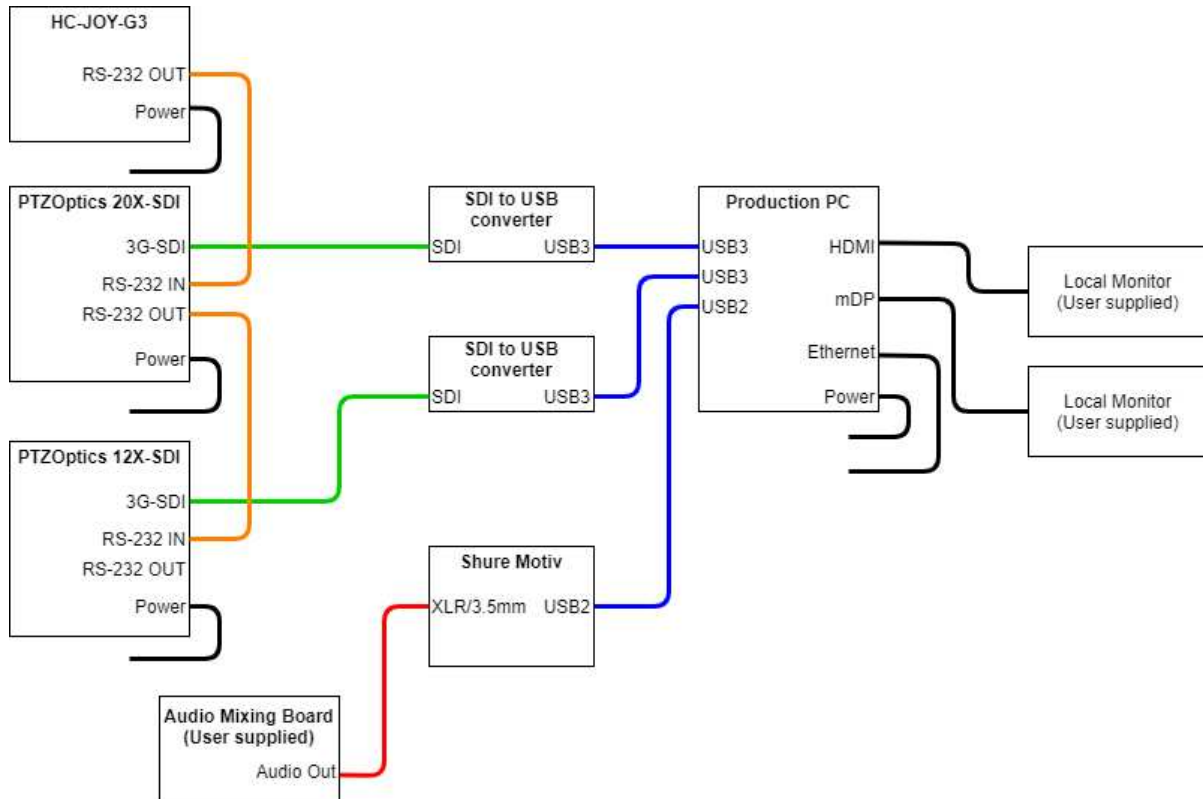 HC-JOY-G3
RS-232 OUT
Power
PTZOptics 20X-SDI
3G-SDI
RS-232 IN
RS-232 OUT
Power
PTZOptics 12X-SDI
3G-SDI
RS-232 IN
RS-232 OUT
Power
Audio Mixing Board
(User supplied)
Audio Out
SDI to USB
converter
SDI
USB3
SDI to USB
converter
SDI
USB3
Shure Motiv
XLR/3.5mm
USB2
Production PC
USB3
USB3
USB2
HDMI
mDP
Ethernet
Power
Local Monitor
(User supplied)
Local Monitor
(User supplied)